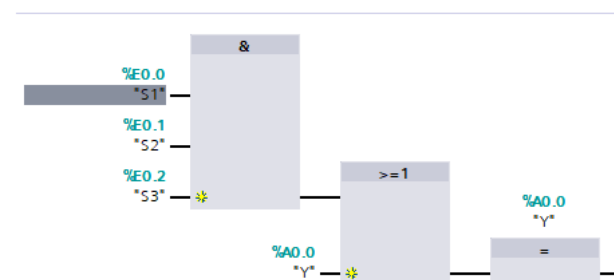 &
%E0.0
"S1"
%E0.1
"S2"
%E0.2
"S3"
>=1
%A0.0
"Y"
=
%A0.0
"Y"